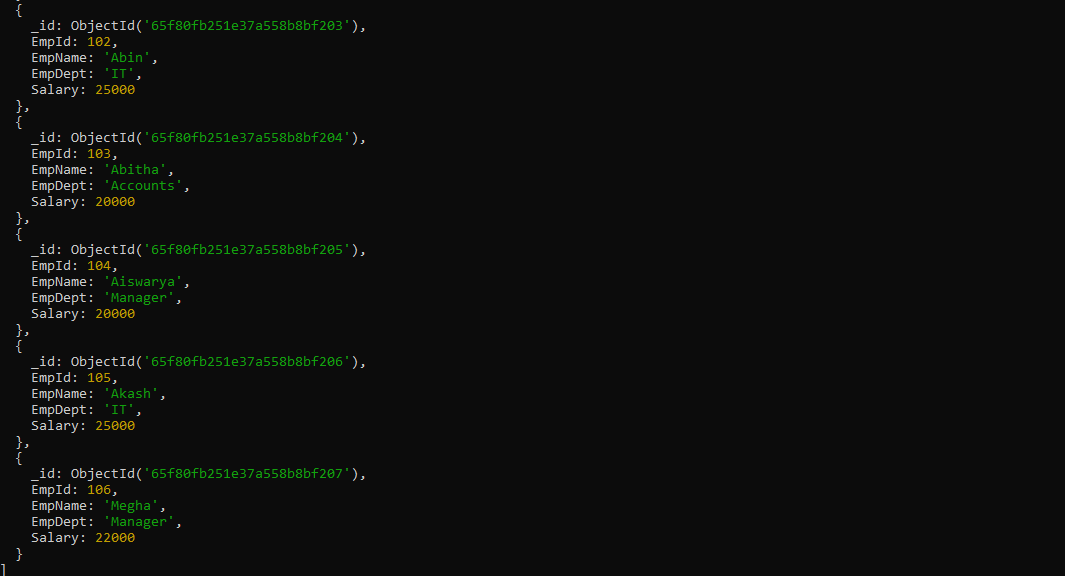 {
_id: ObjectId('65f80fb251e37a558b8bf203'),
EmpId: 102,
EmpName: 'Abin',
EmpDept: 'IT',
Salary: 25000
},
{
_id: ObjectId('65f80fb251e37a558b8bf204'),
EmpId: 103,
EmpName: 'Abitha',
EmpDept: 'Accounts',
Salary: 20000
},
{
_id: ObjectId('65f80fb251e37a558b8bf205'),
EmpId: 104,
EmpName: 'Aiswarya',
EmpDept: 'Manager',
Salary: 20000
},
{
_id: ObjectId('65f80fb251e37a558b8bf206'),
EmpId: 105,
EmpName: 'Akash',
EmpDept: 'IT',
Salary: 25000
},
{
_id: ObjectId('65f80fb251e37a558b8bf207'),
EmpId: 106,
EmpName: 'Megha',
EmpDept: 'Manager',
Salary: 22000
}
]